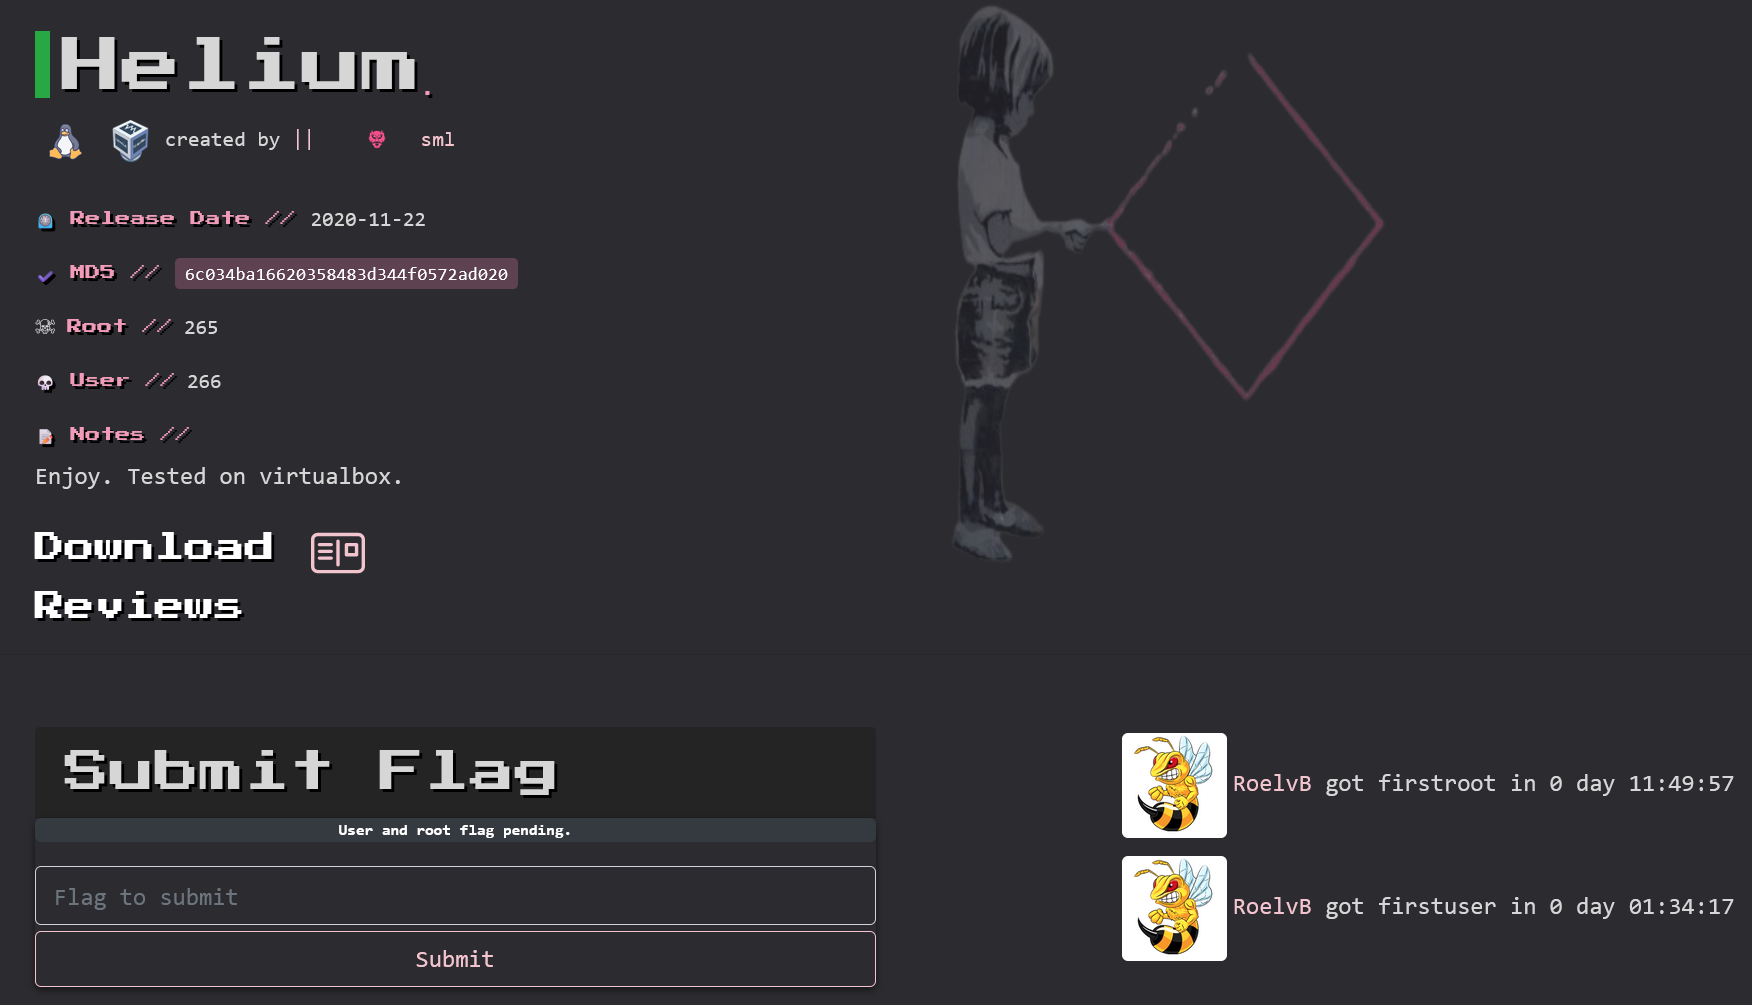 Helium.
created by || sml
Release Date // 2020-11-22
MD5 // 6c034ba16620358483d344f0572ad020
Root // 265
User // 266
Notes //
Enjoy. Tested on virtualbox.
Download
Reviews
Submit Flag
User and root flag pending.
Flag to submit
Submit
RoelvB got firstroot in 0 day 11:49:57
RoelvB got firstuser in 0 day 01:34:17